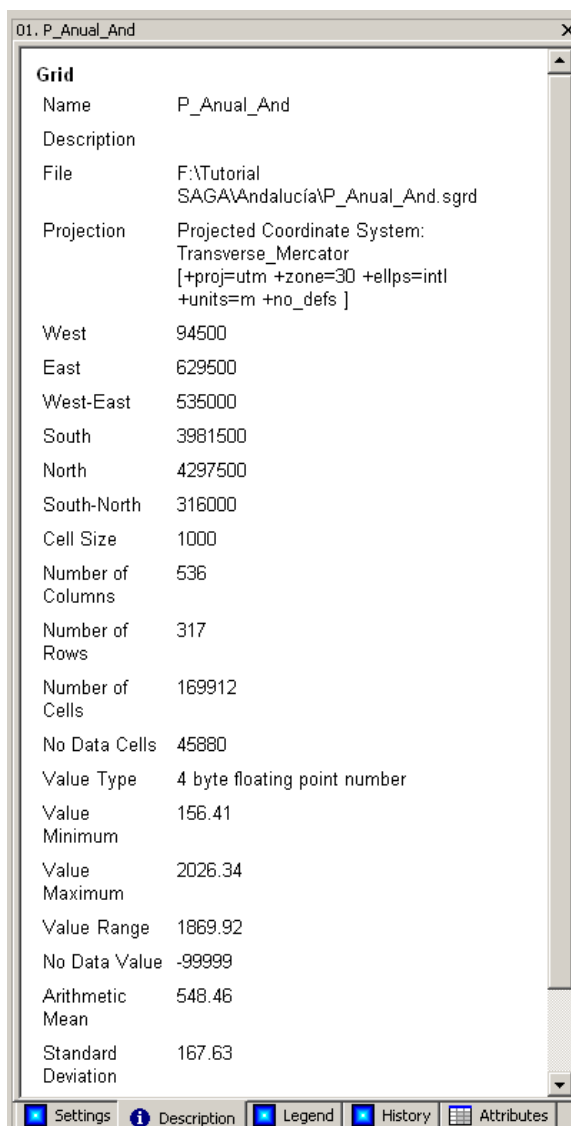 01. P_Anual_And
Grid
Name P_Anual_And
Description
File F:\Tutorial
SAGA\Andalucía\P_Anual_And.sgrd
Projection Projected Coordinate System:
Transverse_Mercator
[+proj=utm +zone=30 +ellps=intl
+units=m +no_defs ]
West 94500
East 629500
West-East 535000
South 3981500
North 4297500
South-North 316000
Cell Size 1000
Number of 536
Columns
Number of 317
Rows
Number of 169912
Cells
No Data Cells 45880
Value Type 4 byte floating point number
Value 156.41
Minimum
Value 2026.34
Maximum
Value Range 1869.92
No Data Value -99999
Arithmetic 548.46
Mean
Standard 167.63
Deviation
Settings Description Legend History Attributes